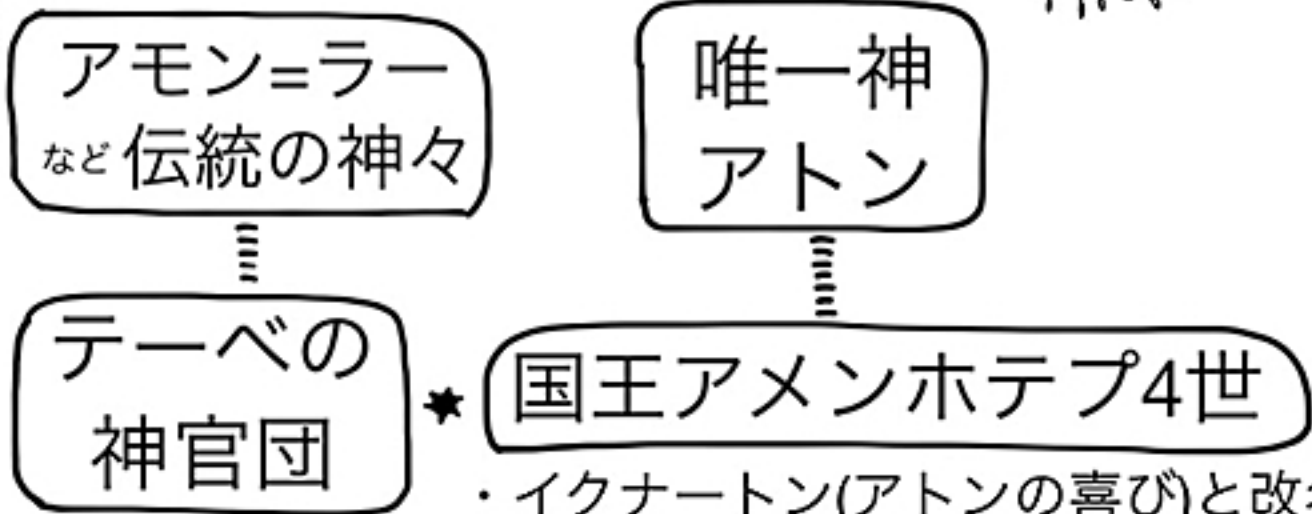 アモン=ラー
など 伝統の神々
唯一神
アトン
テーベの
神官団
国王アメンホテプ4世
・イクナートン(アトンの喜び)と改